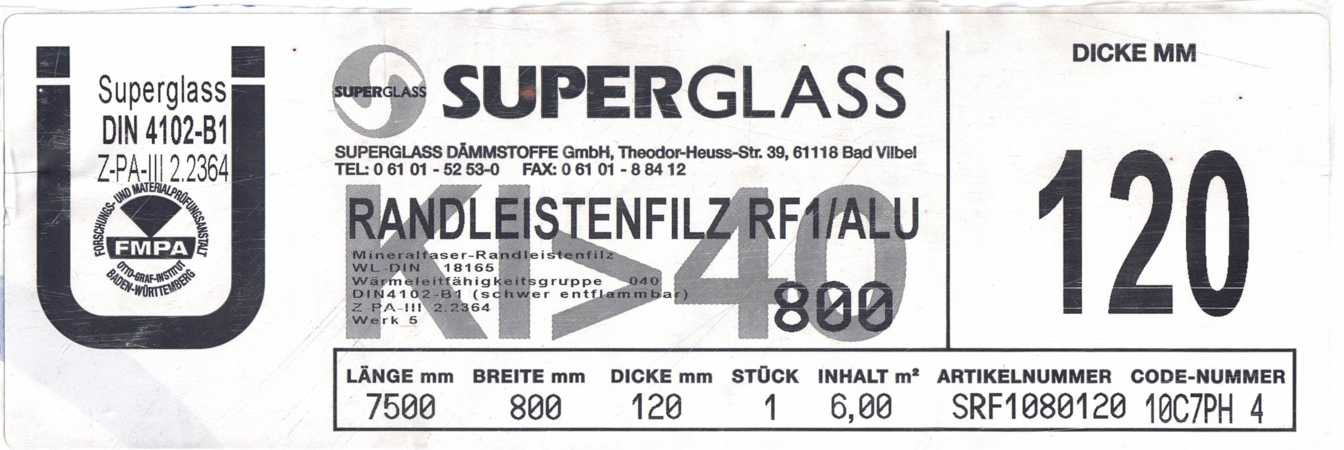 Superglass
DIN 4102-B1
Z-PA-III 2.2364
FORSCHUNGS- UND MATERIALPRÜFUNGSANSTALT
FMPA
OTTO-GRAF-INSTITUT
BADEN-WÜRTTEMBERG
SUPERGLASS
SUPERGLASS
SUPERGLASS DÄMMSTOFFE GmbH, Theodor-Heuss-Str. 39, 61118 Bad Vilbel
TEL: 0 61 01 - 52 53-0 FAX: 0 61 01 - 8 84 12
KI>40
RANDLEISTENFILZ RF1/ALU
Mineralfaser-Randleistenfilz
WL-DIN 18165
Wärmeleitfähigkeitsgruppe 040
DIN4102-B1 (schwer entflammbar)
Z-PA-III 2.2364
Werk 5
800
DICKE MM
120
LÄNGE mm BREITE mm DICKE mm STÜCK INHALT m² ARTIKELNUMMER CODE-NUMMER
7500 800 120 1 6,00 SRF1080120 10C7PH 4